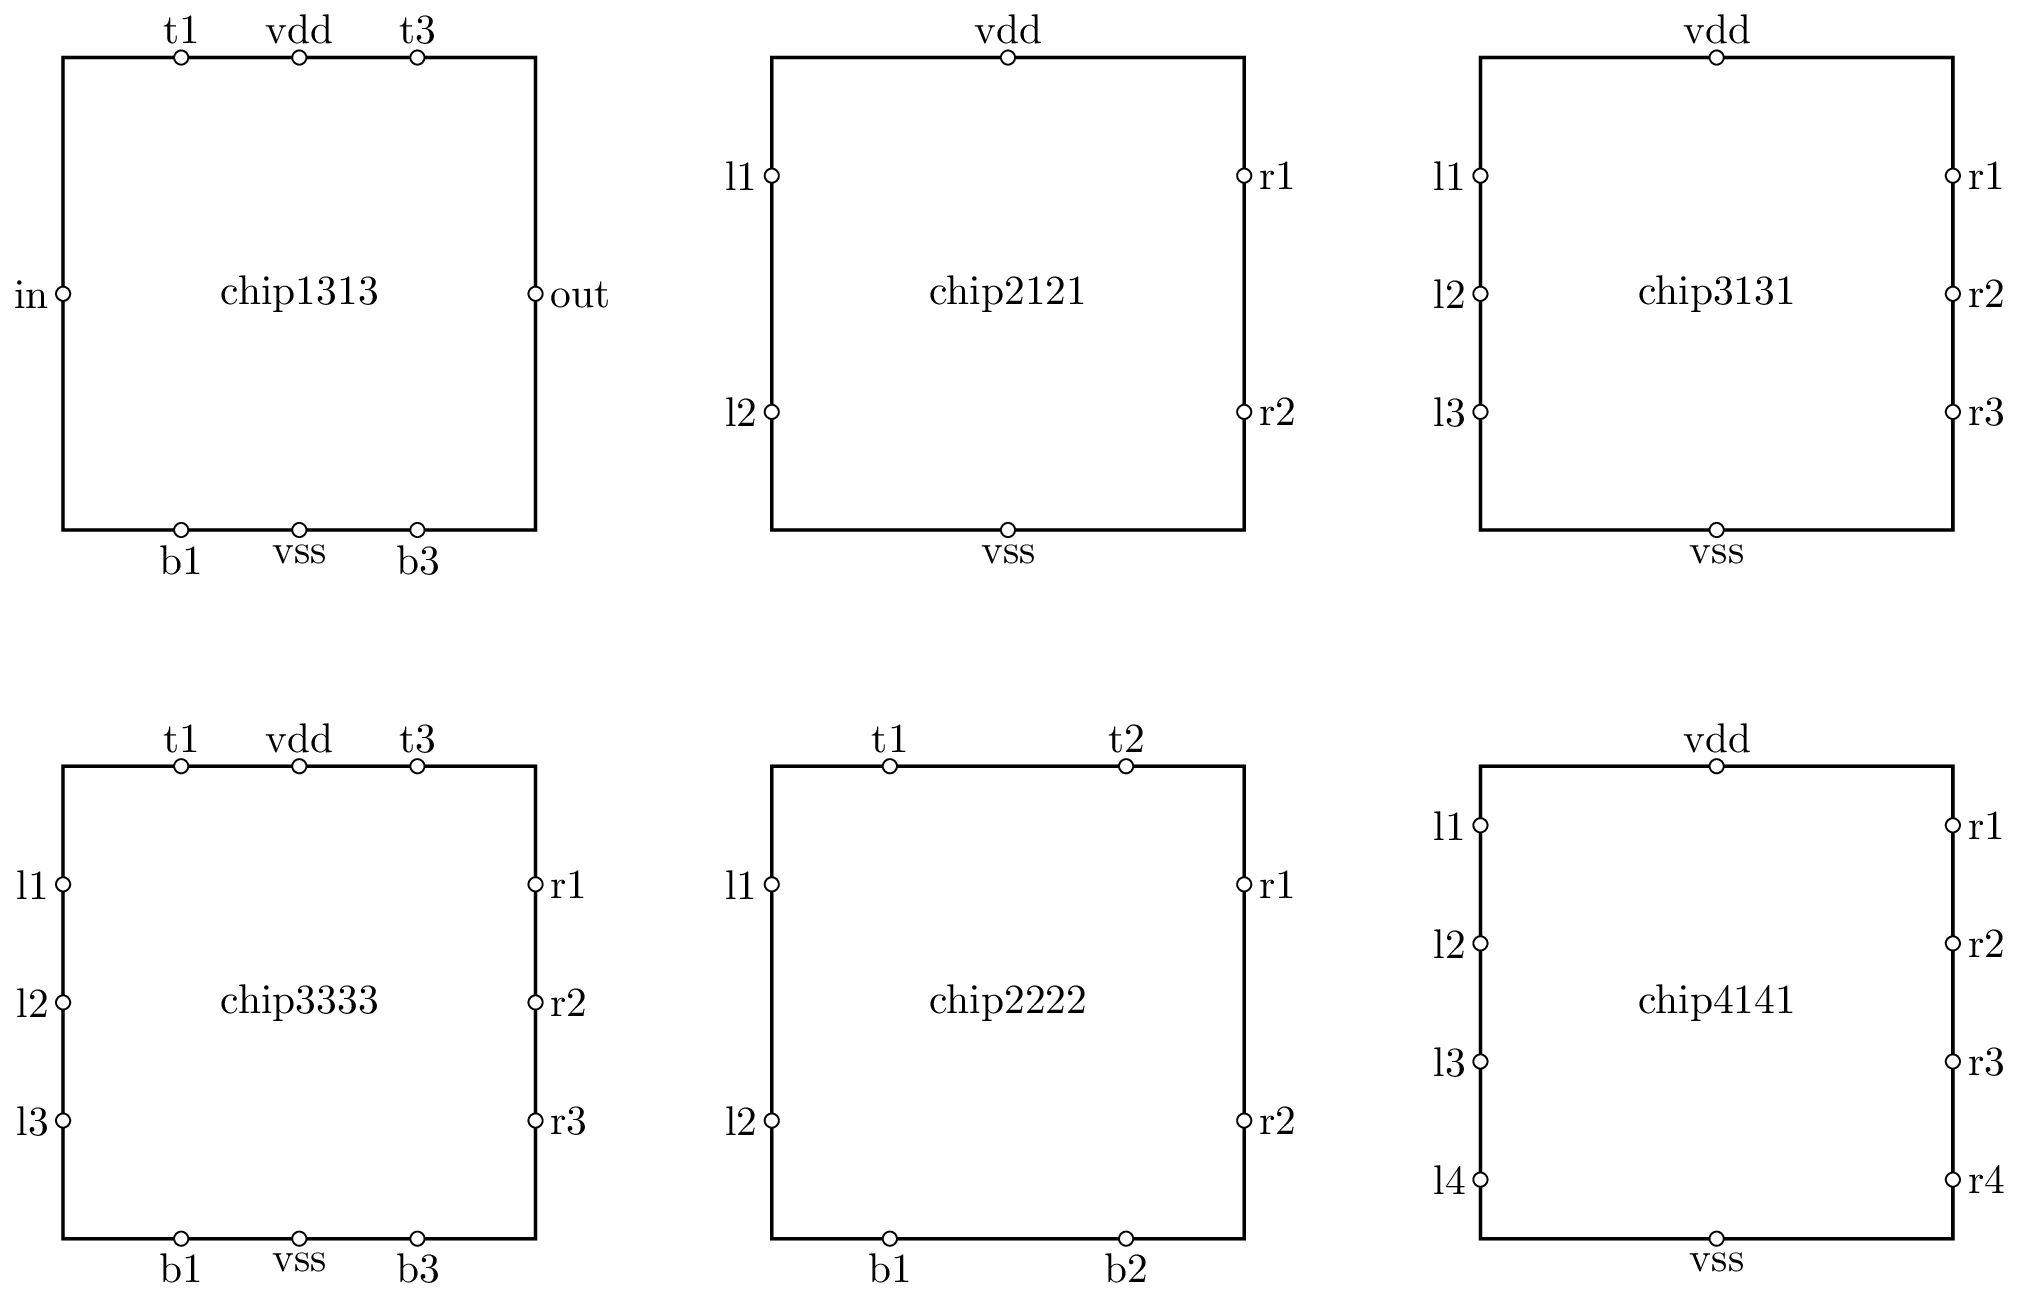 t1 vdd t3
vdd
vdd
l1
r1
l1
r1
in
chip1313
out
chip2121
l2
chip3131
r2
l2
r2
l3
r3
b1 vss b3
vss
vss
t1 vdd t3
t1 t2
vdd
l1
r1
l1
r1
l1
r1
l2
chip3333
r2
chip2222
l2
r2
chip4141
l3
r3
l3
r3
l2
r2
l4
r4
b1 vss b3
b1 b2
vss